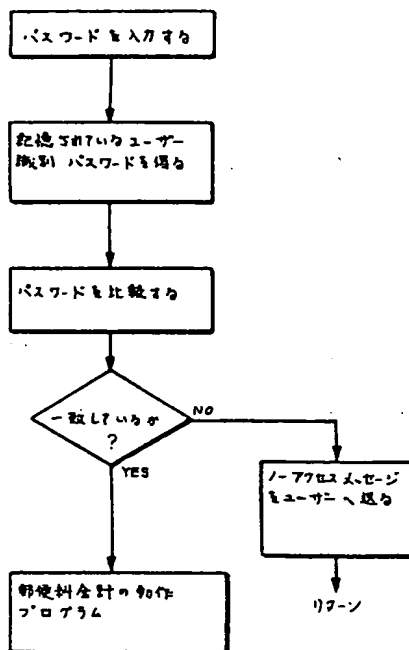 パスワードを入力する
記憶されているユーザー
識別 パスワードを得る
パスワードを比較する
一致しているか
?
NO
YES
ノーアクセスメッセージ
をユーザーへ送る
リターン
郵便料金計の動作
プログラム